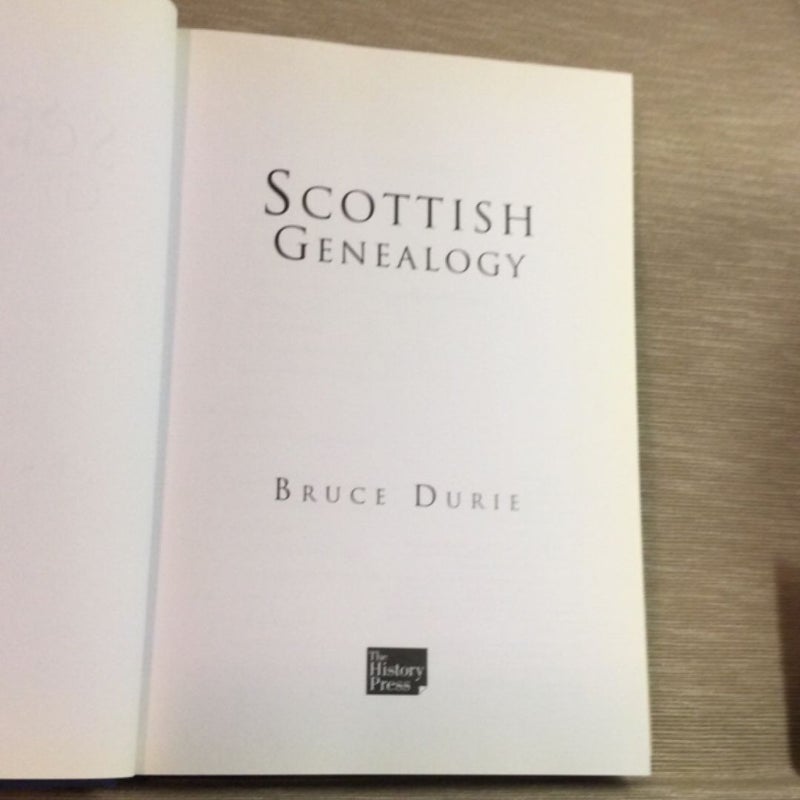 SCOTTISH
GENEALOGY
BRUCE DURIE
The
History
Press